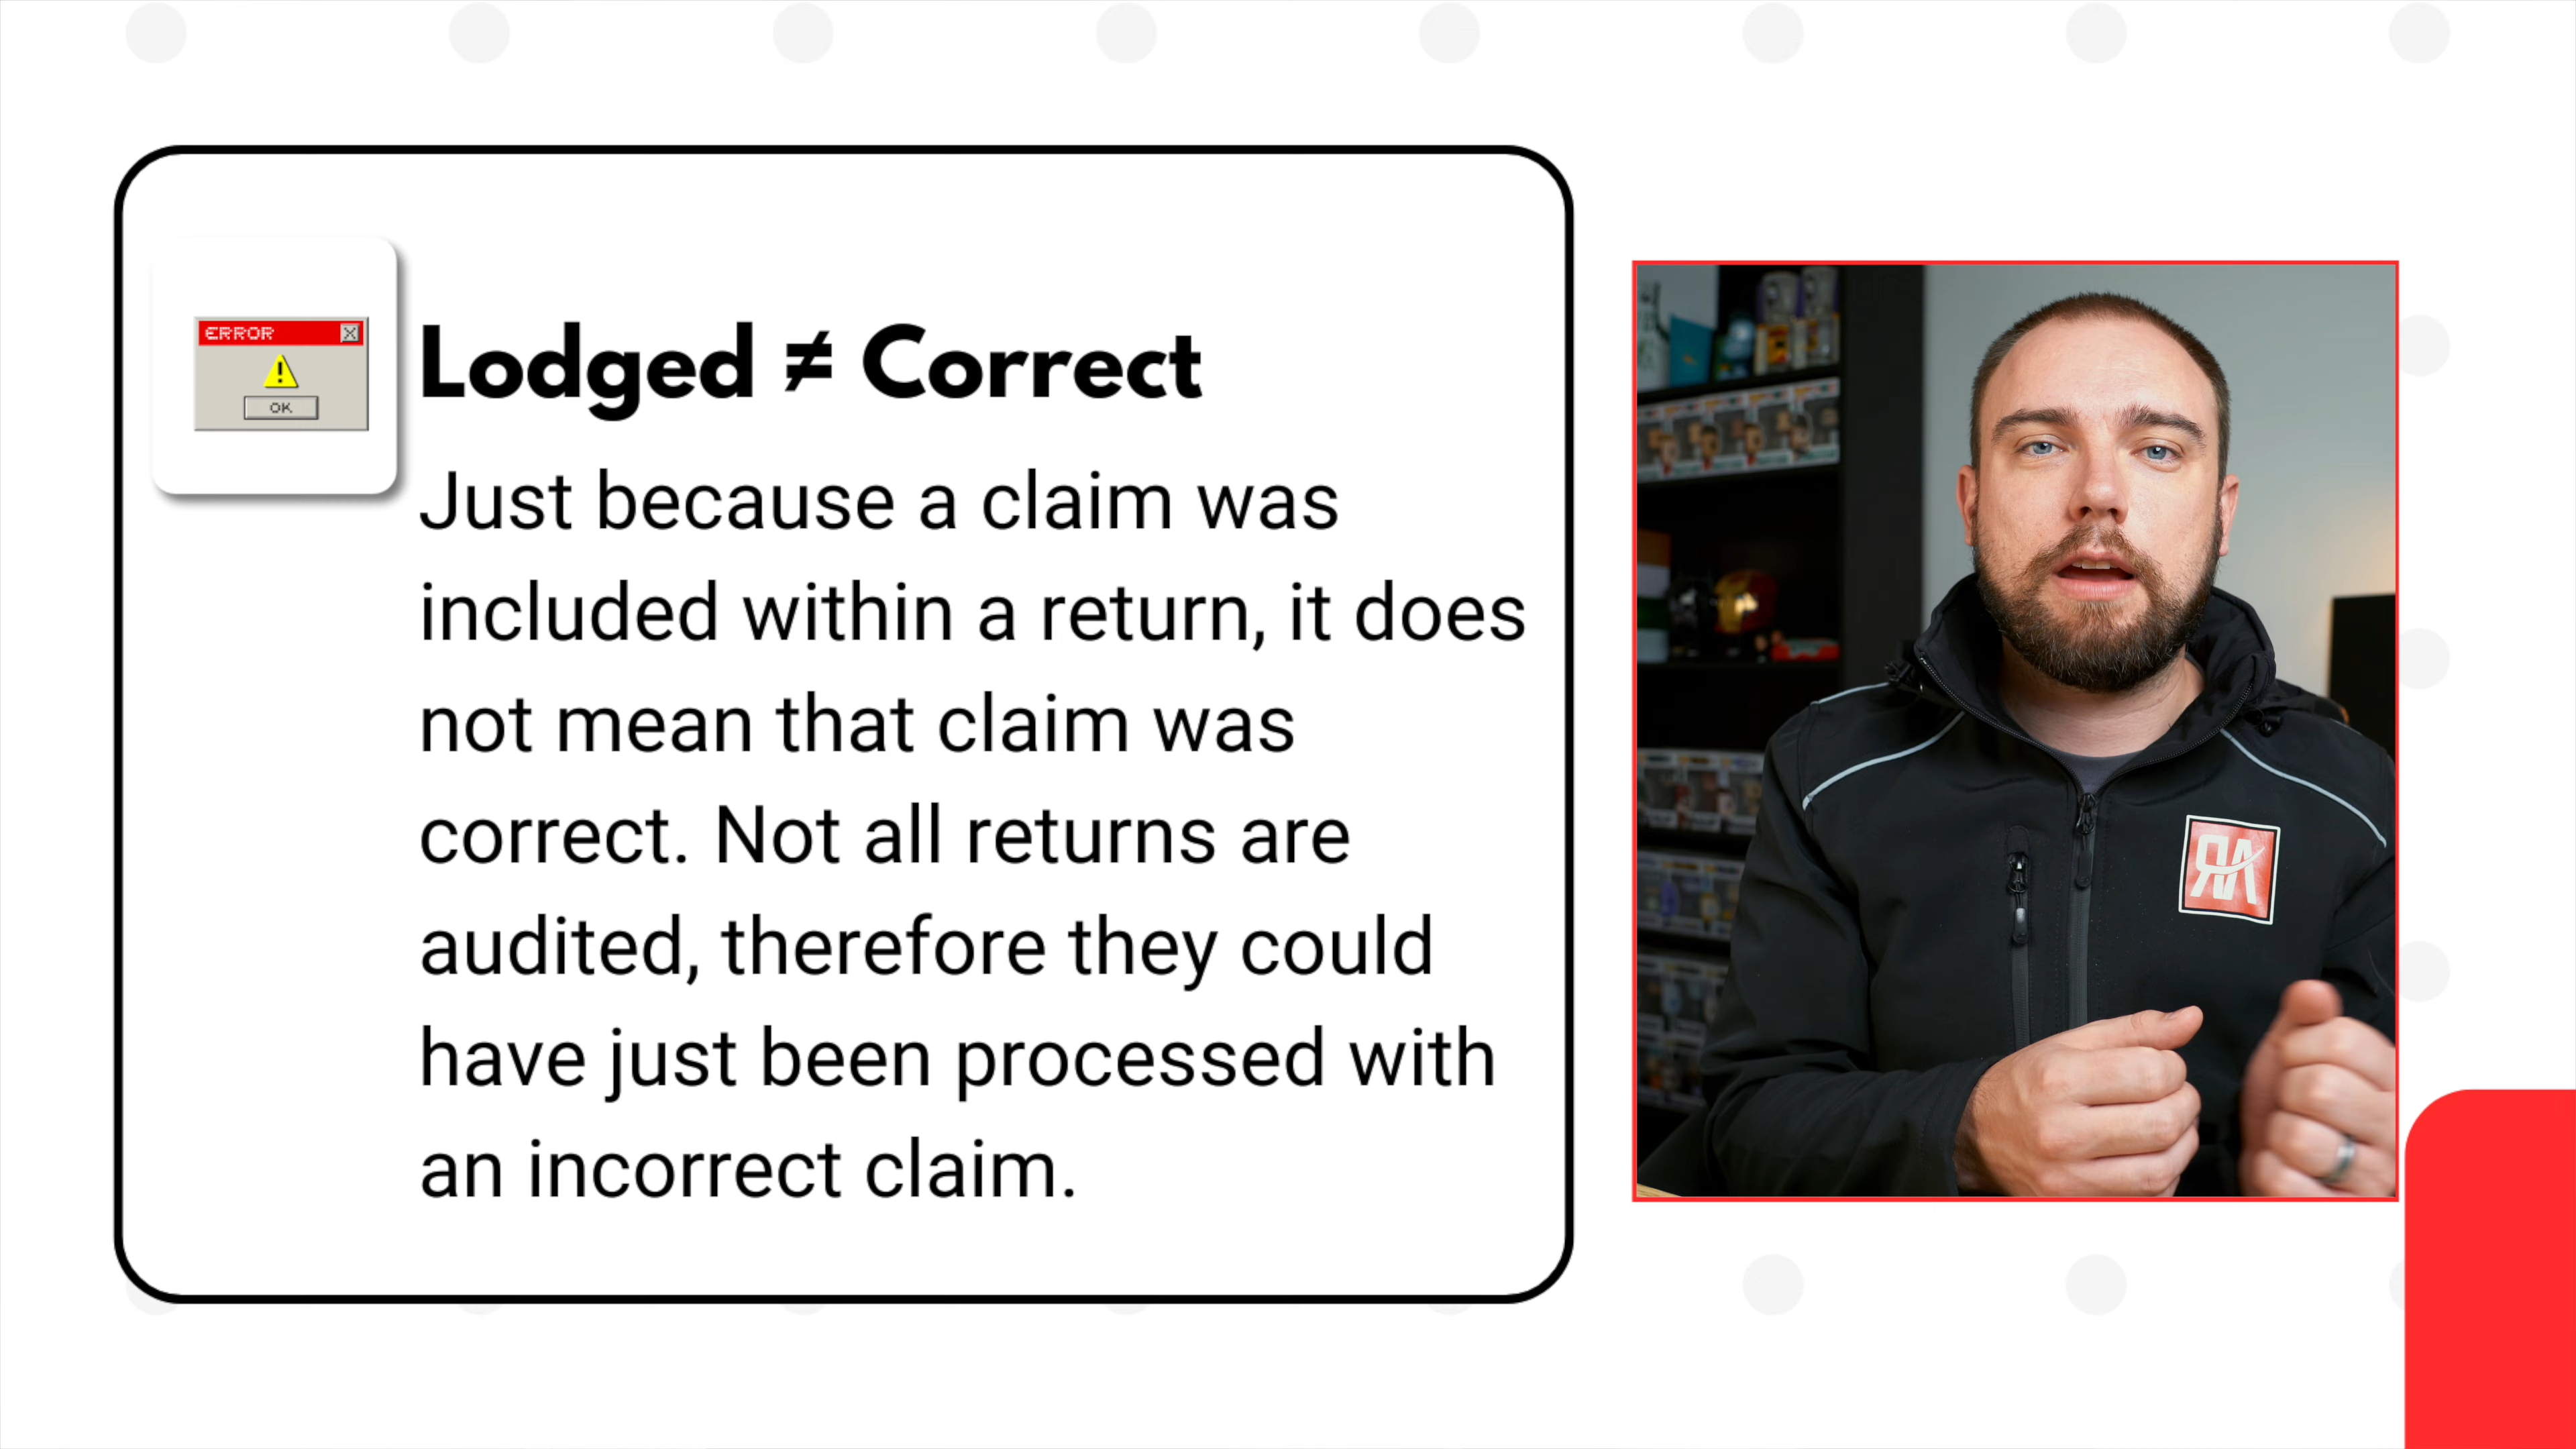 ERROR
OK
Lodged ≠ Correct
Just because a claim was
included within a return, it does
not mean that claim was
correct. Not all returns are
audited, therefore they could
have just been processed with
an incorrect claim.
RA